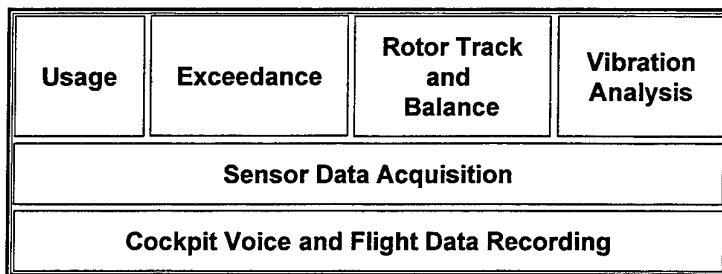 Usage
Exceedance
Rotor Track
and
Balance
Vibration
Analysis
Sensor Data Acquisition
Cockpit Voice and Flight Data Recording